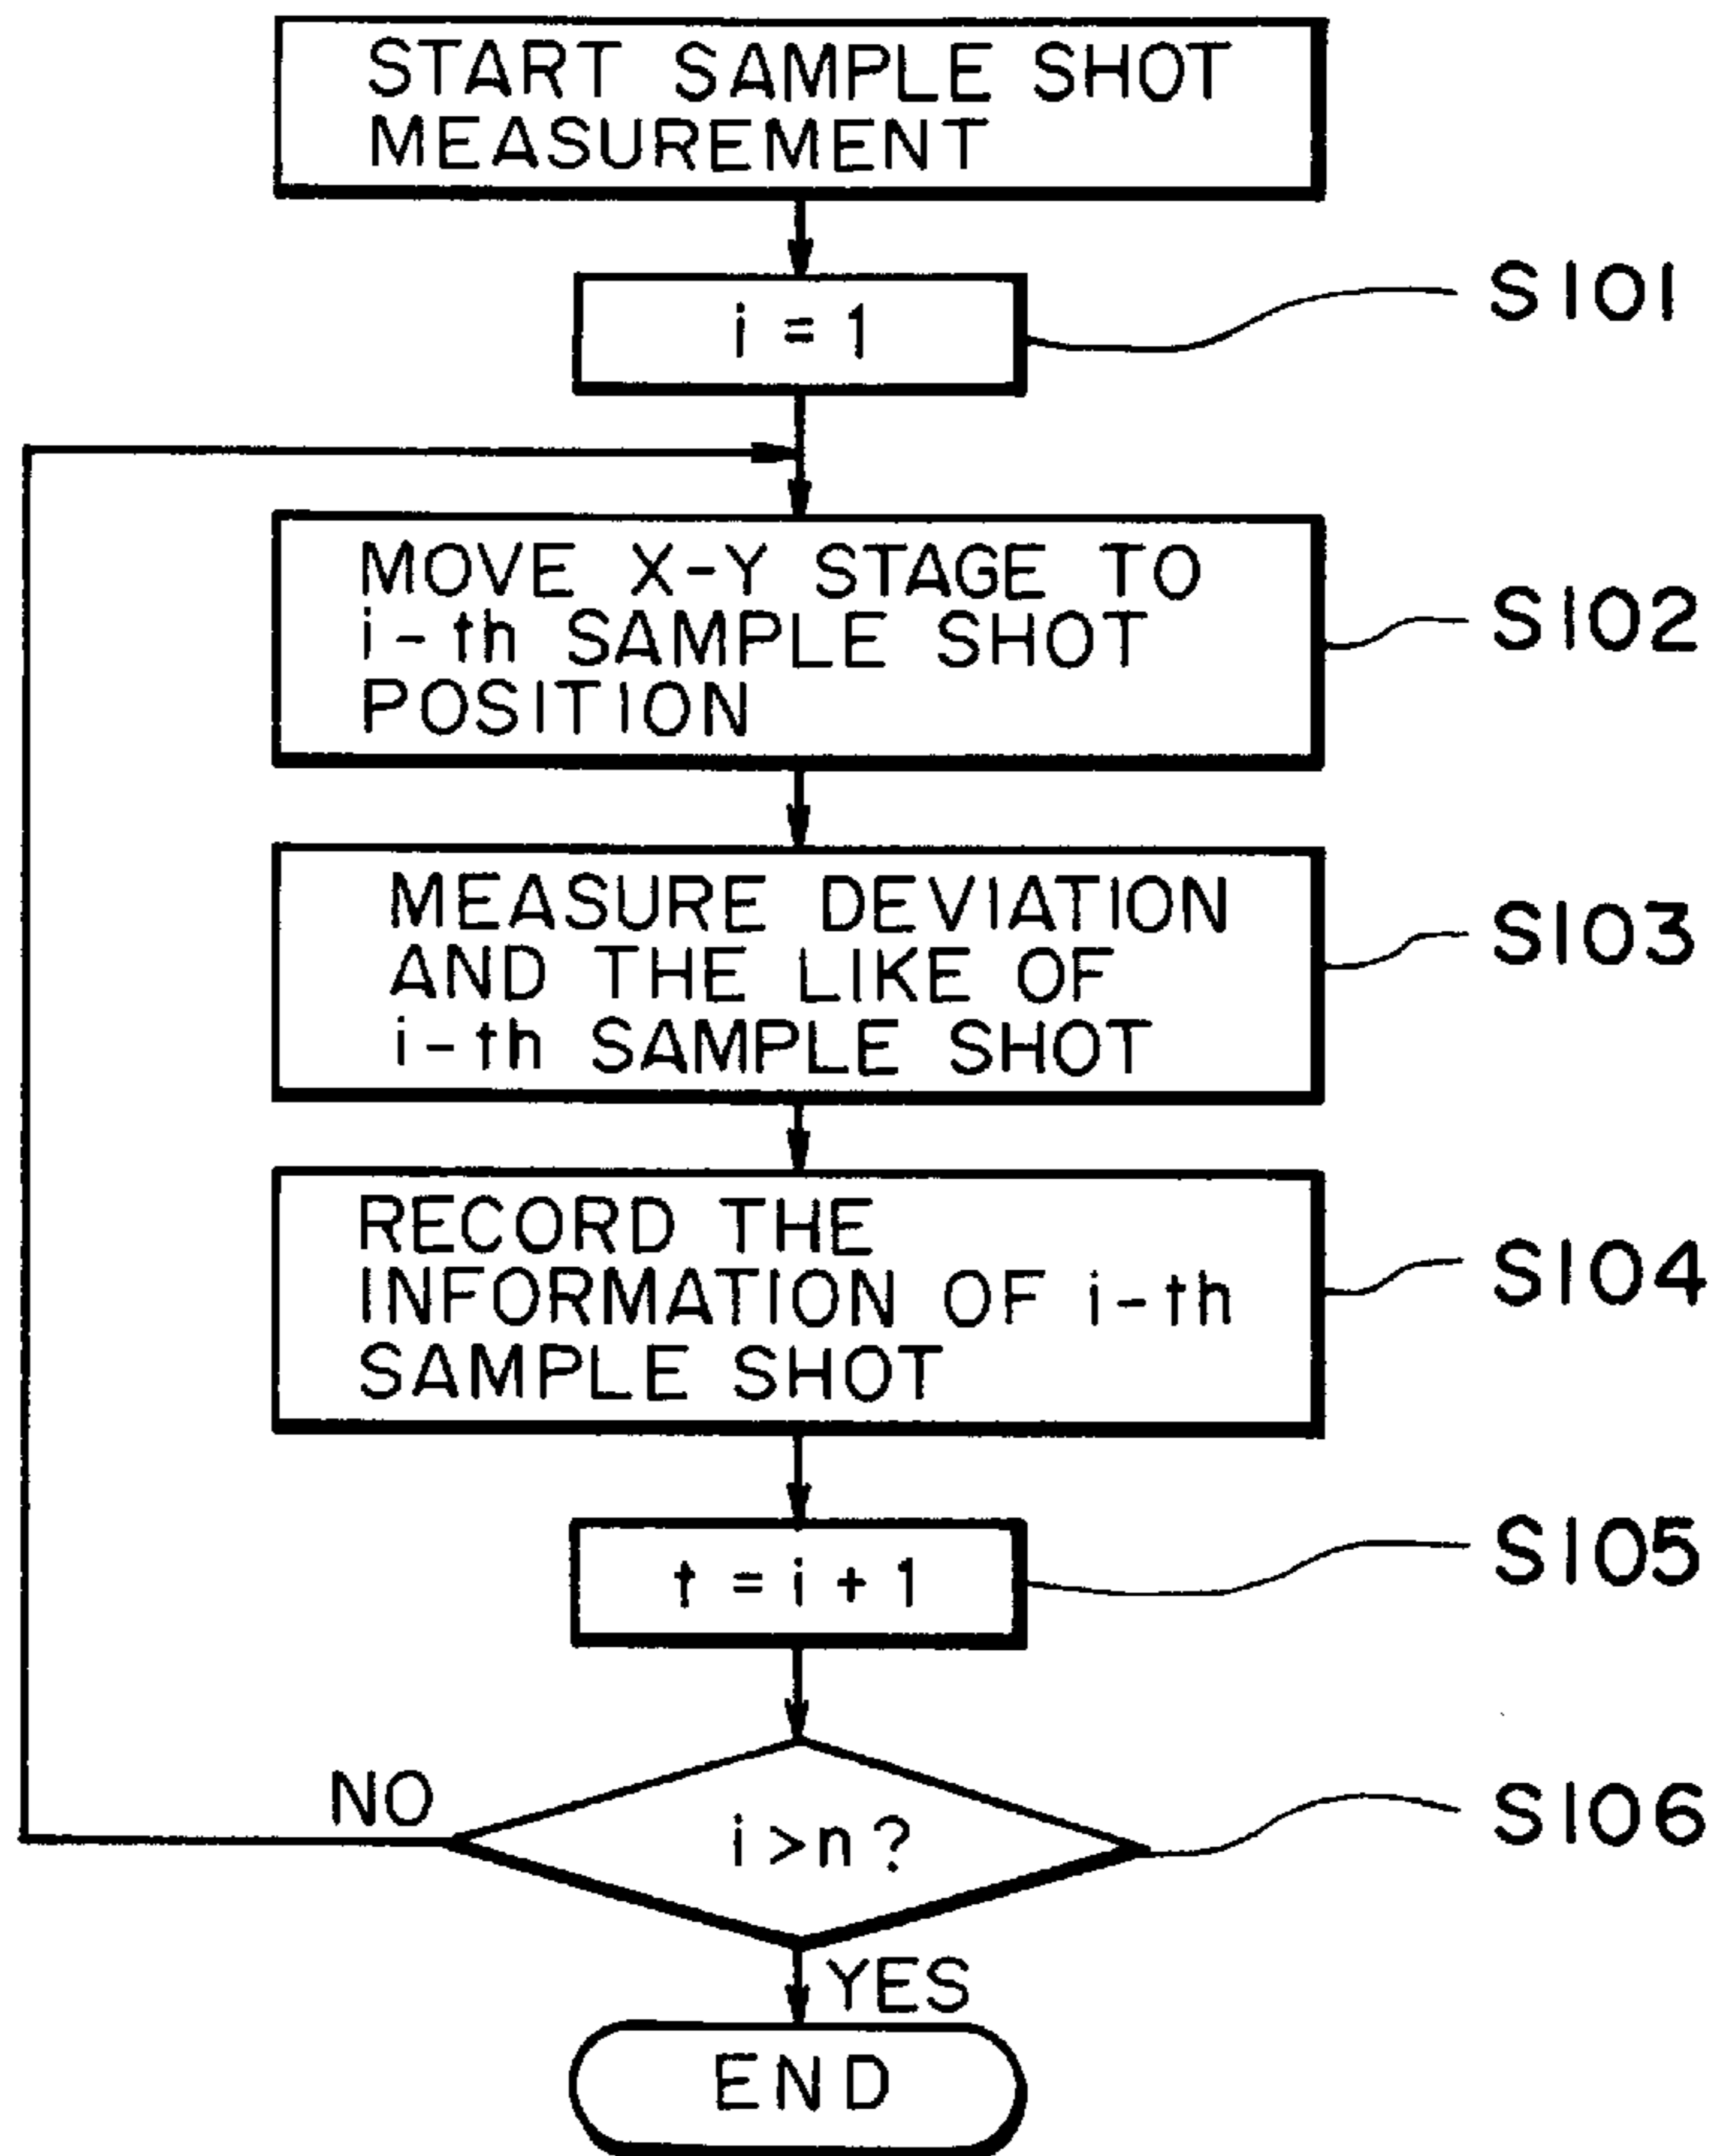 START SAMPLE SHOT
MEASUREMENT
i = 1
S101
MOVE X-Y STAGE TO
i-th SAMPLE SHOT
POSITION
S102
MEASURE DEVIATION
AND THE LIKE OF
i-th SAMPLE SHOT
S103
RECORD THE
INFORMATION OF i-th
SAMPLE SHOT
S104
t = i + 1
S105
NO
i > n ?
S106
YES
END